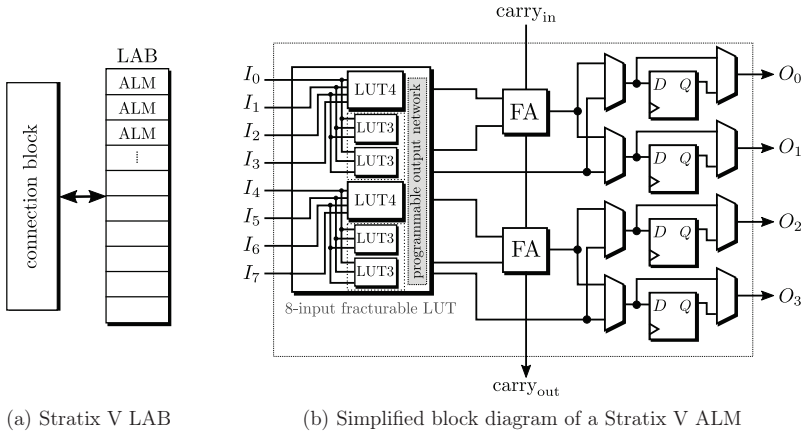 LAB
ALM
ALM
ALM
connection block
(a) Stratix V LAB
carry_in
I_0
I_1
I_2
I_3
I_4
I_5
I_6
I_7
LUT4
LUT3
LUT3
LUT4
LUT3
LUT3
programmable output network
8-input fracturable LUT
FA
FA
D Q
D Q
D Q
D Q
O_0
O_1
O_2
O_3
carry_out
(b) Simplified block diagram of a Stratix V ALM